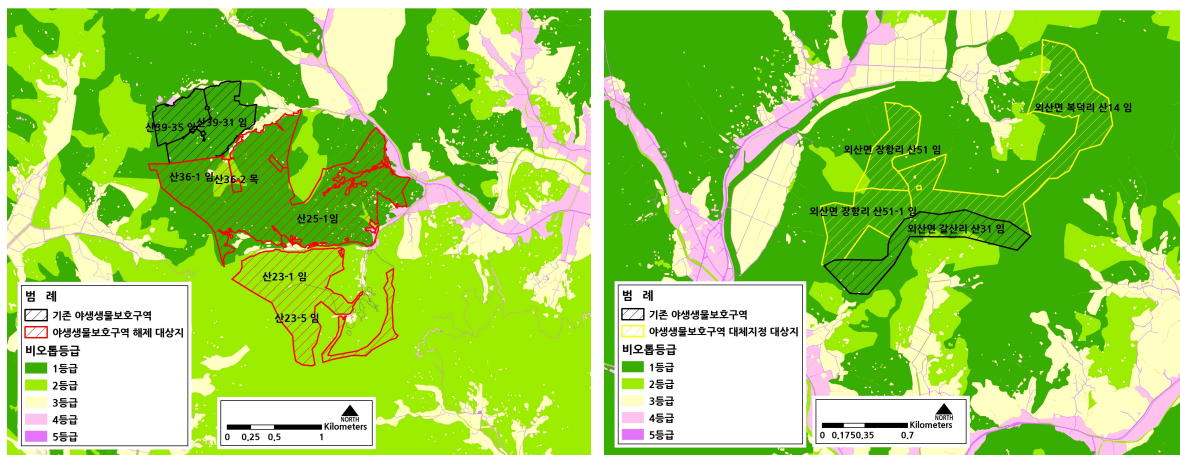 산39-35 임
산39-31 임
산36-1 임
산36-2 목
산25-1임
산23-1 임
산23-5 임
범 례
기존 야생생물보호구역
야생생물보호구역 해제 대상지
비오톱등급
1등급
2등급
3등급
4등급
5등급
NORTH
Kilometers
0 0,25 0,5 1
외산면 복덕리 산14 임
외산면 장항리 산51 임
외산면 장항리 산51-1 임
외산면 갈산리 산31 임
범 례
기존 야생생물보호구역
야생생물보호구역 대체지정 대상지
비오톱등급
1등급
2등급
3등급
4등급
5등급
NORTH
Kilometers
0 0,1750,35 0,7